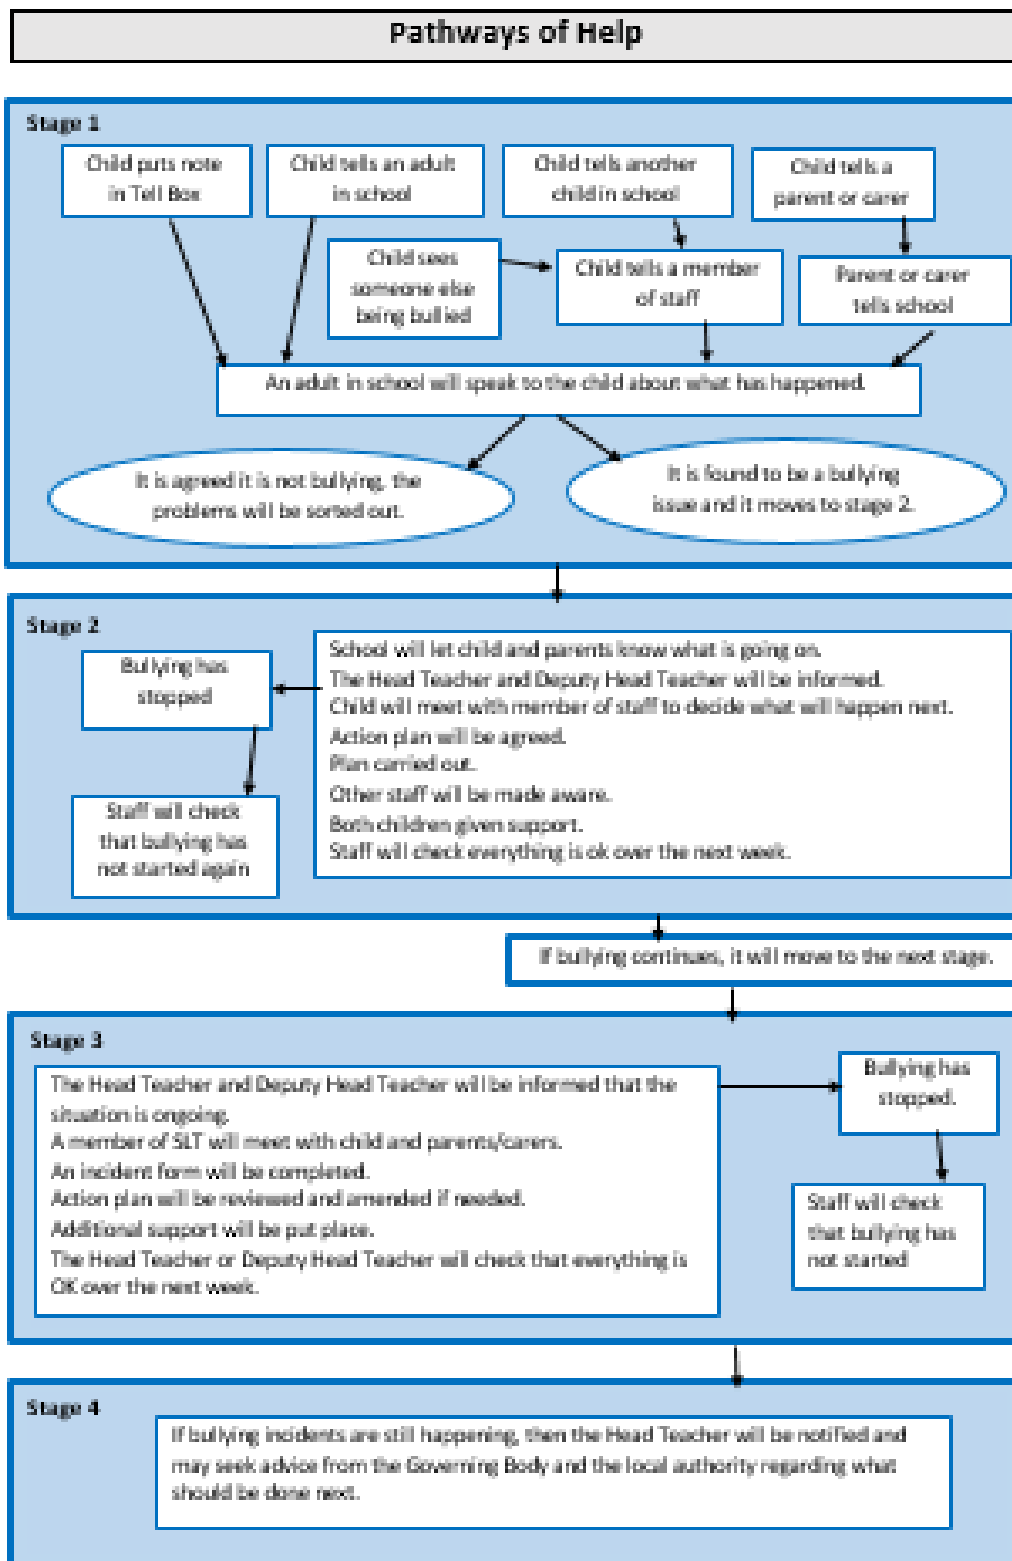 Pathways of Help
Stage 1
Child puts note
in Tell Box
Child tells an adult
in school
Child tells another
child in school
Child tells a
parent or carer
Child sees
someone else
being bullied
Child tells a member
of staff
Parent or carer
tells school
An adult in school will speak to the child about what has happened.
It is agreed it is not bullying, the
problems will be sorted out.
It is found to be a bullying
issue and it moves to stage 2.
Stage 2
Bullying has
stopped
Staff will check
that bullying has
not started again
School will let child and parents know what is going on.
The Head Teacher and Deputy Head Teacher will be informed.
Child will meet with member of staff to decide what will happen next.
Action plan will be agreed.
Plan carried out.
Other staff will be made aware.
Both children given support.
Staff will check everything is ok over the next week.
If bullying continues, it will move to the next stage.
Stage 3
The Head Teacher and Deputy Head Teacher will be informed that the
situation is ongoing.
A member of SLT will meet with child and parents/carers.
An incident form will be completed.
Action plan will be reviewed and amended if needed.
Additional support will be put place.
The Head Teacher or Deputy Head Teacher will check that everything is
OK over the next week.
Bullying has
stopped.
Staff will check
that bullying has
not started
Stage 4
If bullying incidents are still happening, then the Head Teacher will be notified and
may seek advice from the Governing Body and the local authority regarding what
should be done next.